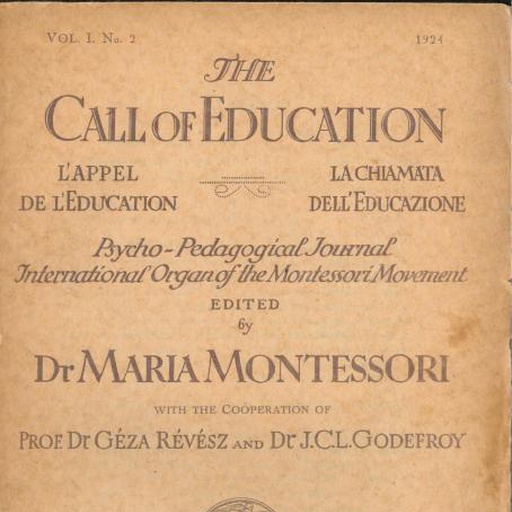 VOL. I. No. 2 1924
THE
CALL OF EDUCATION
L'APPEL
DE L'EDUCATION
LA CHIAMATA
DELL'EDUCAZIONE
Psycho-Pedagogical Journal
International Organ of the Montessori Movement
EDITED
by
Dr MARIA MONTESSORI
WITH THE COÖPERATION OF
PROF. Dr GÉZA RÉVÉSZ AND Dr J.C.L. GODEFROY